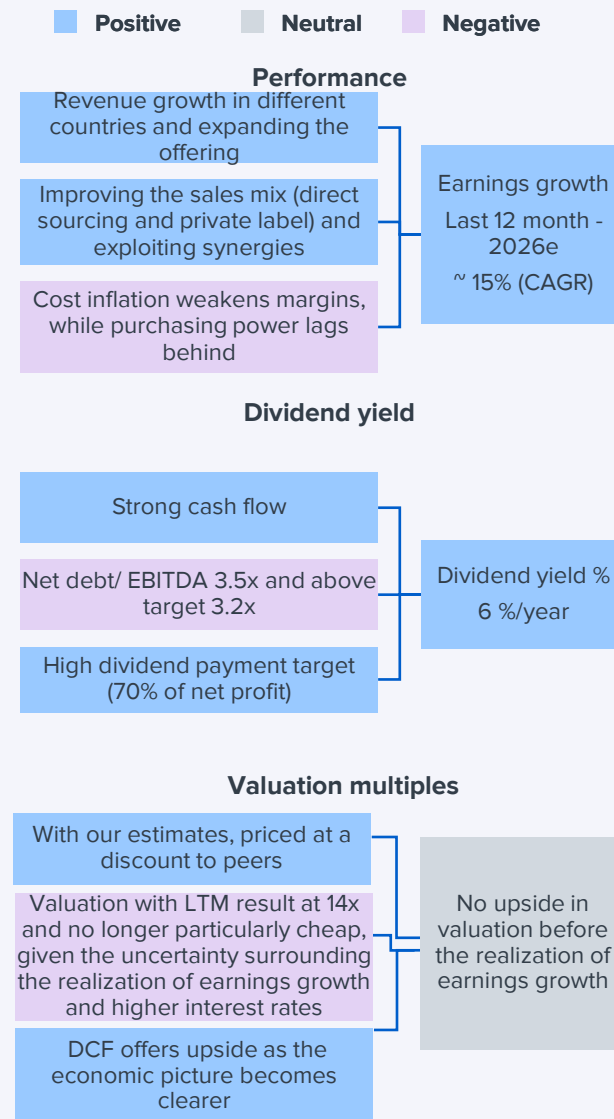 Positive
Neutral
Negative
Performance
Revenue growth in different
countries and expanding the
offering
Improving the sales mix (direct
sourcing and private label) and
exploiting synergies
Cost inflation weakens margins,
while purchasing power lags
behind
Earnings growth
Last 12 month -
2026e
~ 15% (CAGR)
Dividend yield
Strong cash flow
Net debt/ EBITDA 3.5x and above
target 3.2x
High dividend payment target
(70% of net profit)
Dividend yield %
6 %/year
Valuation multiples
With our estimates, priced at a
discount to peers
Valuation with LTM result at 14x
and no longer particularly cheap,
given the uncertainty surrounding
the realization of earnings growth
and higher interest rates
DCF offers upside as the
economic picture becomes
clearer
No upside in
valuation before
the realization of
earnings growth